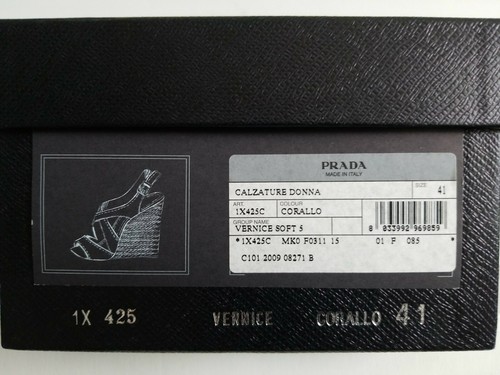 PRADA
MADE IN ITALY
CALZATURE DONNA SIZE 41
ART. COLOUR
1X425C CORALLO
GROUP NAME
VERNICE SOFT 5
8 033992 969859
*1X425C MK0 F0311 15 01 F 085 *
C101 2009 08271 B
1X 425 VERNICE CORALLO 41